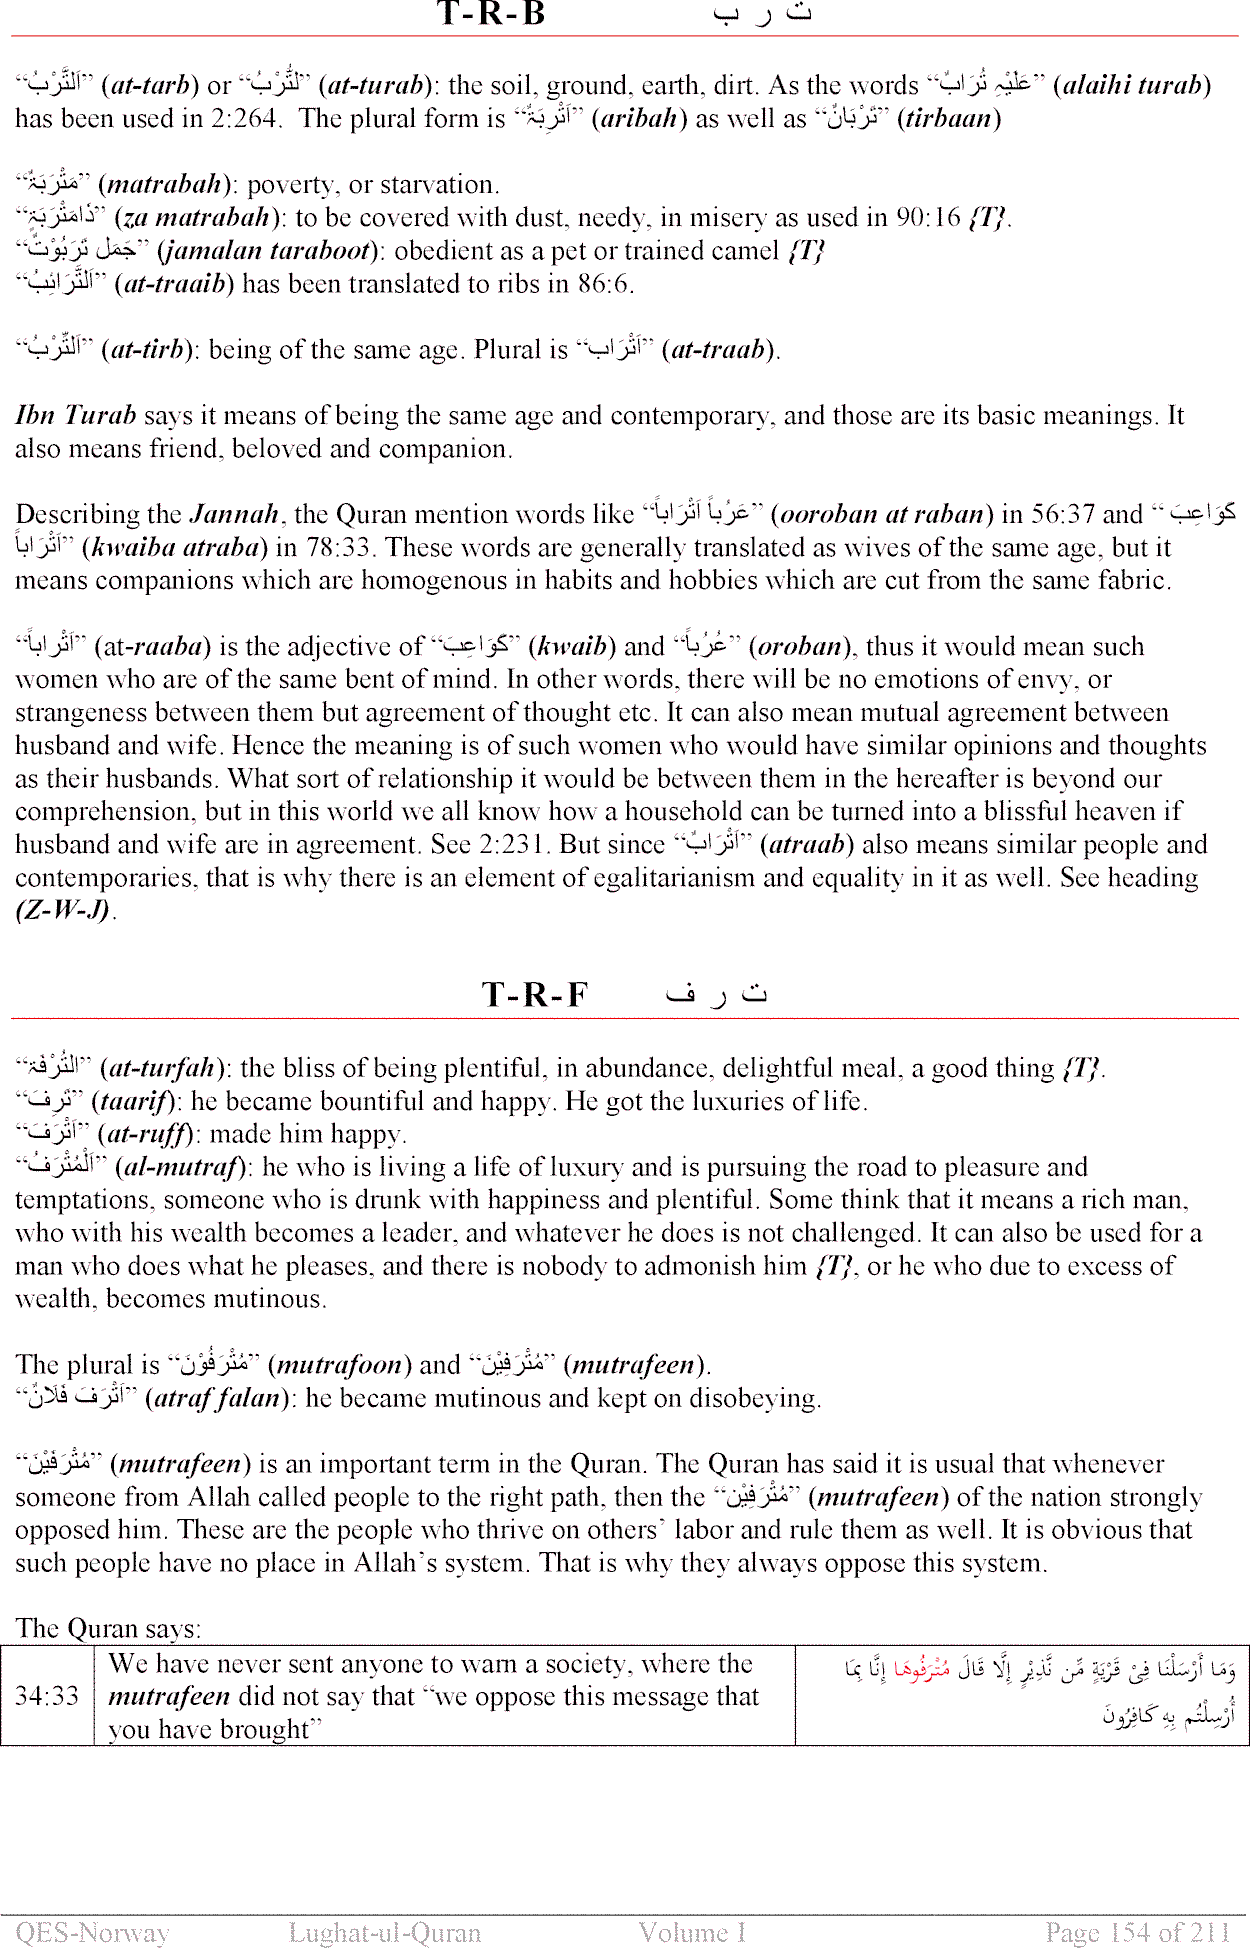 T-R-B ت ر ب
“اَلتَّرْبُ” (at-tarb) or “لتُّرْبُ” (at-turab): the soil, ground, earth, dirt. As the words “عَلَيْہِ تُرَابٌ” (alaihi turab)
has been used in 2:264. The plural form is “اَتْرِبَۃٌ” (aribah) as well as “تَرْبَانٌ” (tirbaan)
“مَتْرَبَۃٌ” (matrabah): poverty, or starvation.
“ذَامَتْرَبَۃٍ” (za matrabah): to be covered with dust, needy, in misery as used in 90:16 {T}.
“جَمَل تَرَبُوْتٌ” (jamalan taraboot): obedient as a pet or trained camel {T}
“اَلتَّرَائِبُ” (at-traaib) has been translated to ribs in 86:6.
“اَلتِّرْبُ” (at-tirb): being of the same age. Plural is “اَتْرَاب” (at-traab).
Ibn Turab says it means of being the same age and contemporary, and those are its basic meanings. It
also means friend, beloved and companion.
Describing the Jannah, the Quran mention words like “عَرُباً اَتْرَاباً” (ooroban at raban) in 56:37 and “كَوَاعِبَ
اَتْرَاباً” (kwaiba atraba) in 78:33. These words are generally translated as wives of the same age, but it
means companions which are homogenous in habits and hobbies which are cut from the same fabric.
“اَتْراباً” (at-raaba) is the adjective of “كَوَاعِبَ” (kwaib) and “عُرُباً” (oroban), thus it would mean such
women who are of the same bent of mind. In other words, there will be no emotions of envy, or
strangeness between them but agreement of thought etc. It can also mean mutual agreement between
husband and wife. Hence the meaning is of such women who would have similar opinions and thoughts
as their husbands. What sort of relationship it would be between them in the hereafter is beyond our
comprehension, but in this world we all know how a household can be turned into a blissful heaven if
husband and wife are in agreement. See 2:231. But since “اَتْرَابٌ” (atraab) also means similar people and
contemporaries, that is why there is an element of egalitarianism and equality in it as well. See heading
(Z-W-J).
T-R-F ت ر ف
“التُّرْفَۃ” (at-turfah): the bliss of being plentiful, in abundance, delightful meal, a good thing {T}.
“تَرِفَ” (taarif): he became bountiful and happy. He got the luxuries of life.
“اَتْرَفَ” (at-ruff): made him happy.
“اَلْمُتْرَفُ” (al-mutraf): he who is living a life of luxury and is pursuing the road to pleasure and
temptations, someone who is drunk with happiness and plentiful. Some think that it means a rich man,
who with his wealth becomes a leader, and whatever he does is not challenged. It can also be used for a
man who does what he pleases, and there is nobody to admonish him {T}, or he who due to excess of
wealth, becomes mutinous.
The plural is “مُتْرَفُوْنَ” (mutrafoon) and “مُتْرَفِيْنَ” (mutrafeen).
“اَتْرَفَ فَلَانٌ” (atraf falan): he became mutinous and kept on disobeying.
“مُتْرَفَيْنَ” (mutrafeen) is an important term in the Quran. The Quran has said it is usual that whenever
someone from Allah called people to the right path, then the “مُتْرَفِيْن” (mutrafeen) of the nation strongly
opposed him. These are the people who thrive on others’ labor and rule them as well. It is obvious that
such people have no place in Allah’s system. That is why they always oppose this system.
The Quran says:
34:33
We have never sent anyone to warn a society, where the
mutrafeen did not say that “we oppose this message that
you have brought”
وَمَا أَرْسَلْنَا فِىْ قَرْيَةٍ مِّن نَّذِيْرٍ إِلَّا قَالَ مُتْرَفُوهَا إِنَّا بِمَا
أُرْسِلْتُم بِهِ كَافِرُونَ
QES-Norway Lughat-ul-Quran Volume I Page 154 of 211